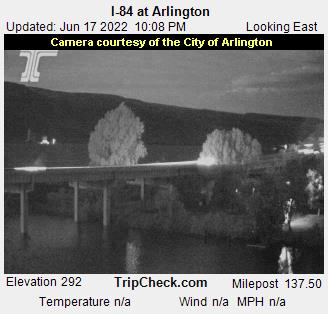 I-84 at Arlington
Updated: Jun 17 2022 10:08 PM Looking East
Camera courtesy of the City of Arlington
Elevation 292 TripCheck.com Milepost 137.50
Temperature n/a Wind n/a MPH n/a